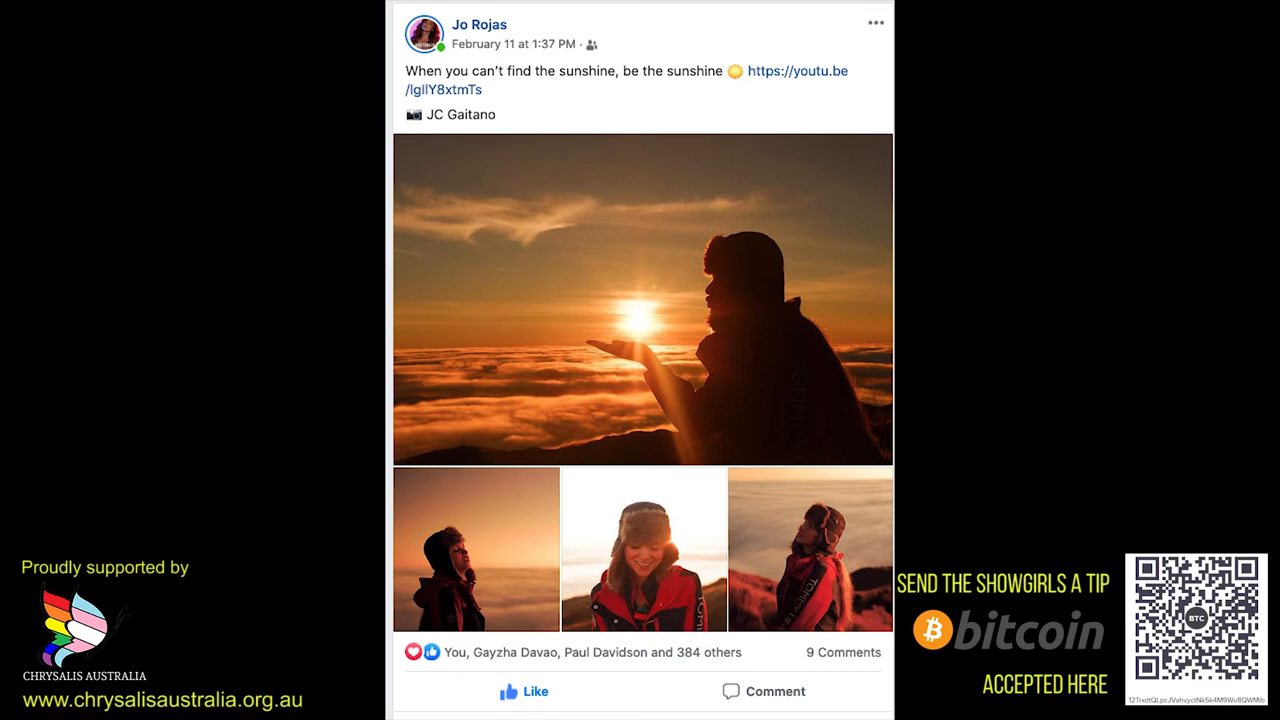 Jo Rojas
February 11 at 1:37 PM ·
When you can't find the sunshine, be the sunshine https://youtu.be
/lgllY8xtmTs
JC Gaitano
You, Gayzha Davao, Paul Davidson and 384 others
9 Comments
Like
Comment
Proudly supported by
CHRYSALIS AUSTRALIA
www.chrysalisaustralia.org.au
SEND THE SHOWGIRLS A TIP
bitcoin
ACCEPTED HERE
BTC